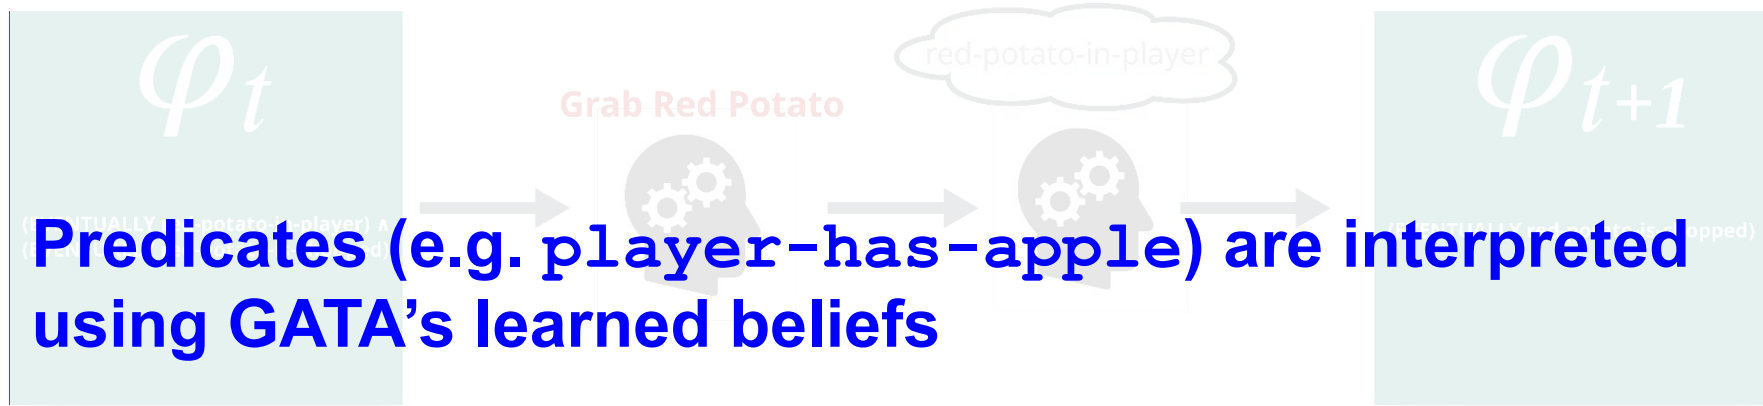 φt
φt+1
red-potato-in-player
Grab Red Potato
Predicates (e.g. player-has-apple) are interpreted
using GATA’s learned beliefs